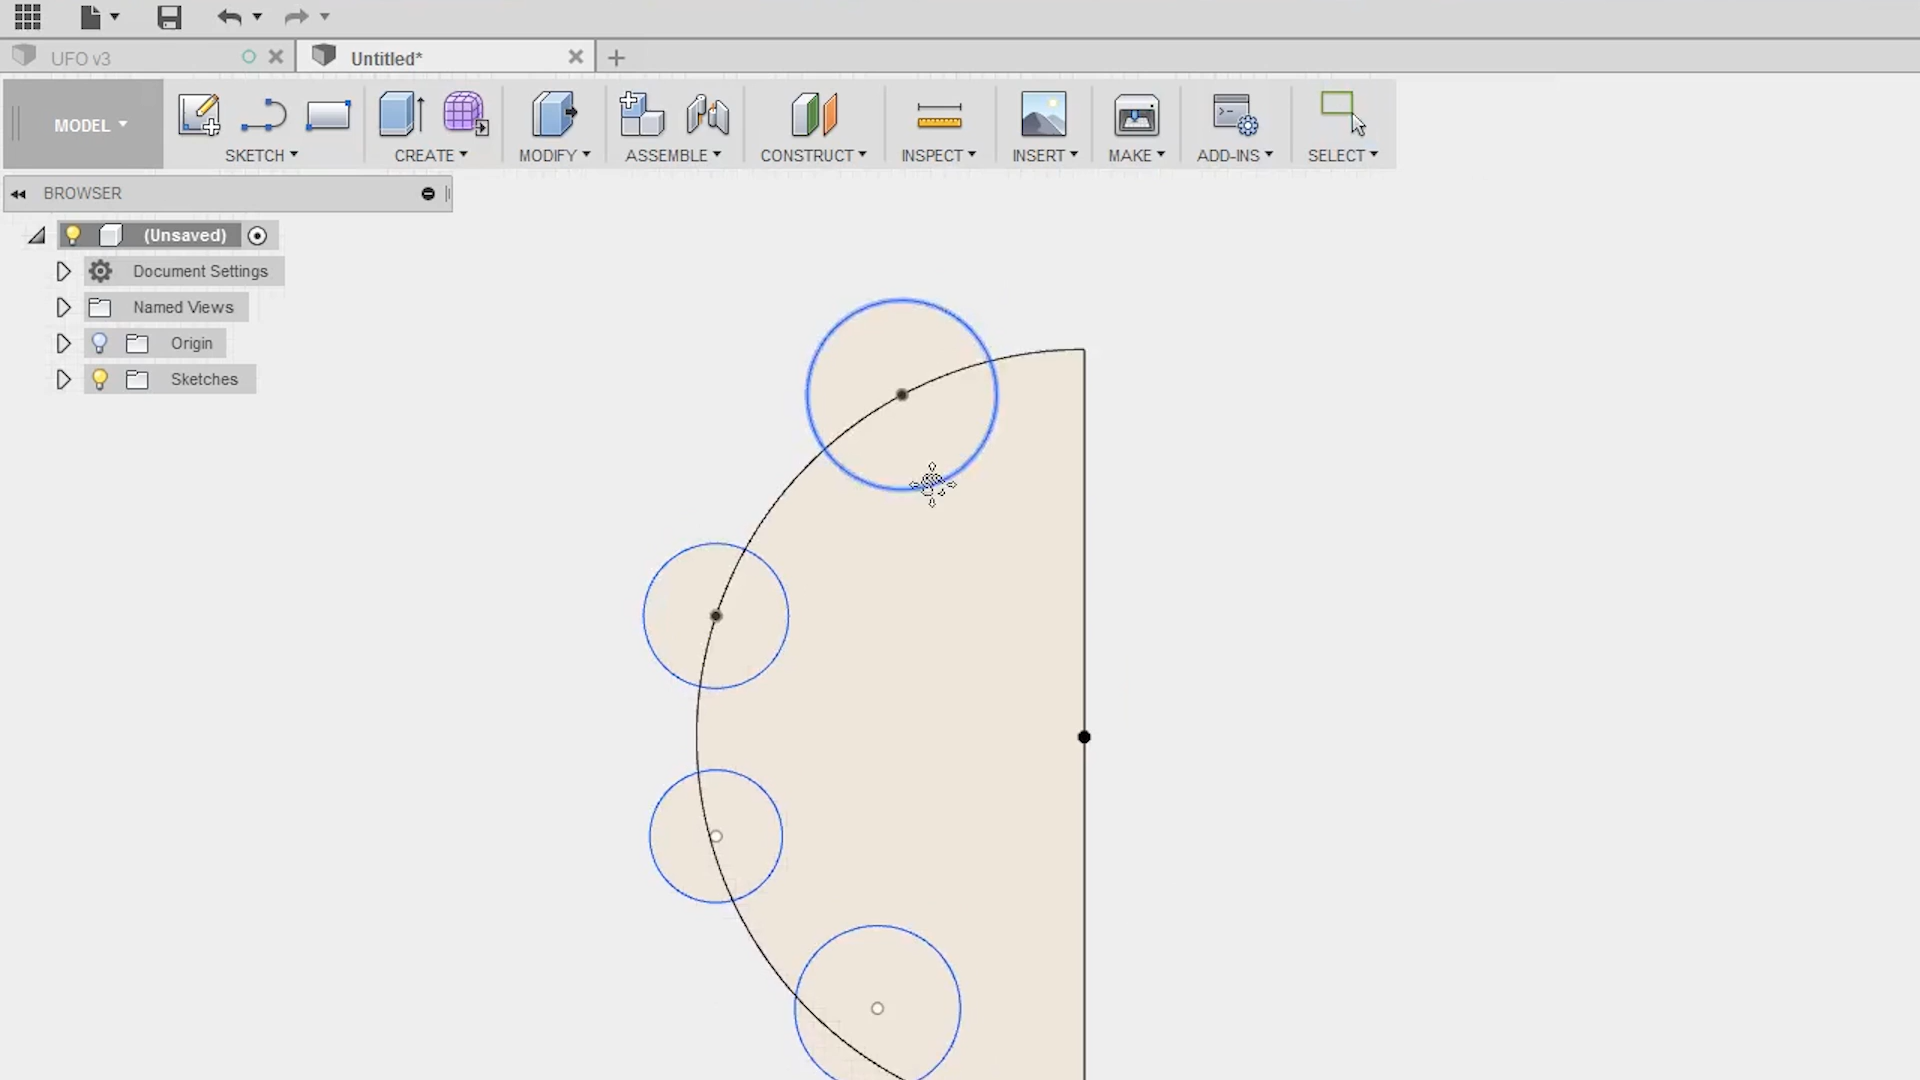 UFO v3
Untitled*
MODEL
SKETCH
CREATE
MODIFY
ASSEMBLE
CONSTRUCT
INSPECT
INSERT
MAKE
ADD-INS
SELECT
BROWSER
(Unsaved)
Document Settings
Named Views
Origin
Sketches